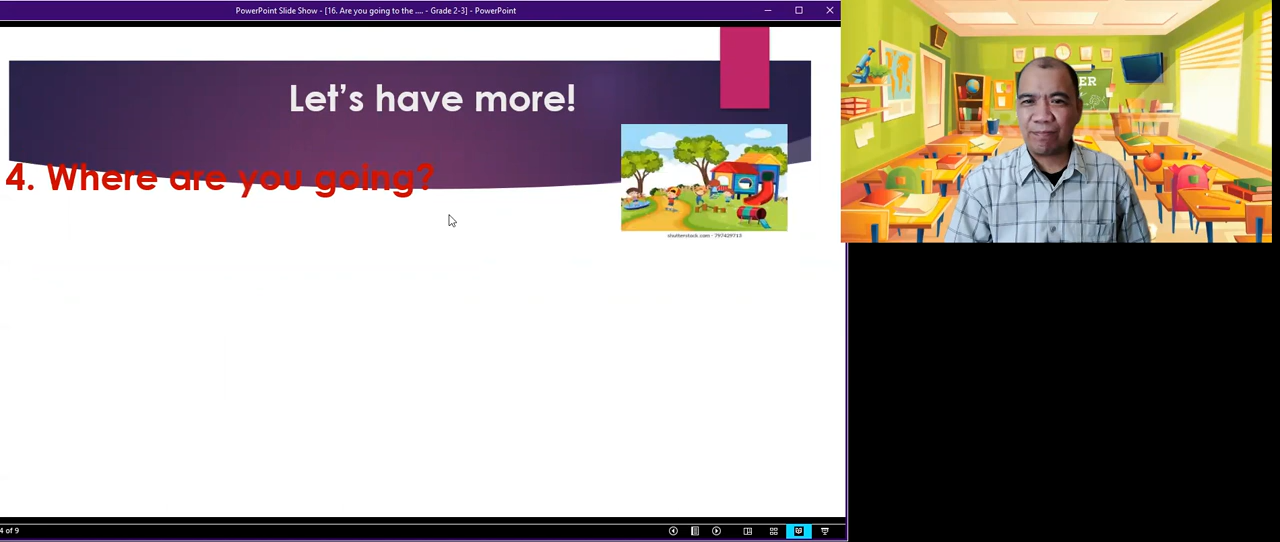 PowerPoint Slide Show - [16. Are you going to the .... - Grade 2-3] - PowerPoint
Let's have more!
4. Where are you going?
shutterstock.com · 797429713
ER
4 of 9